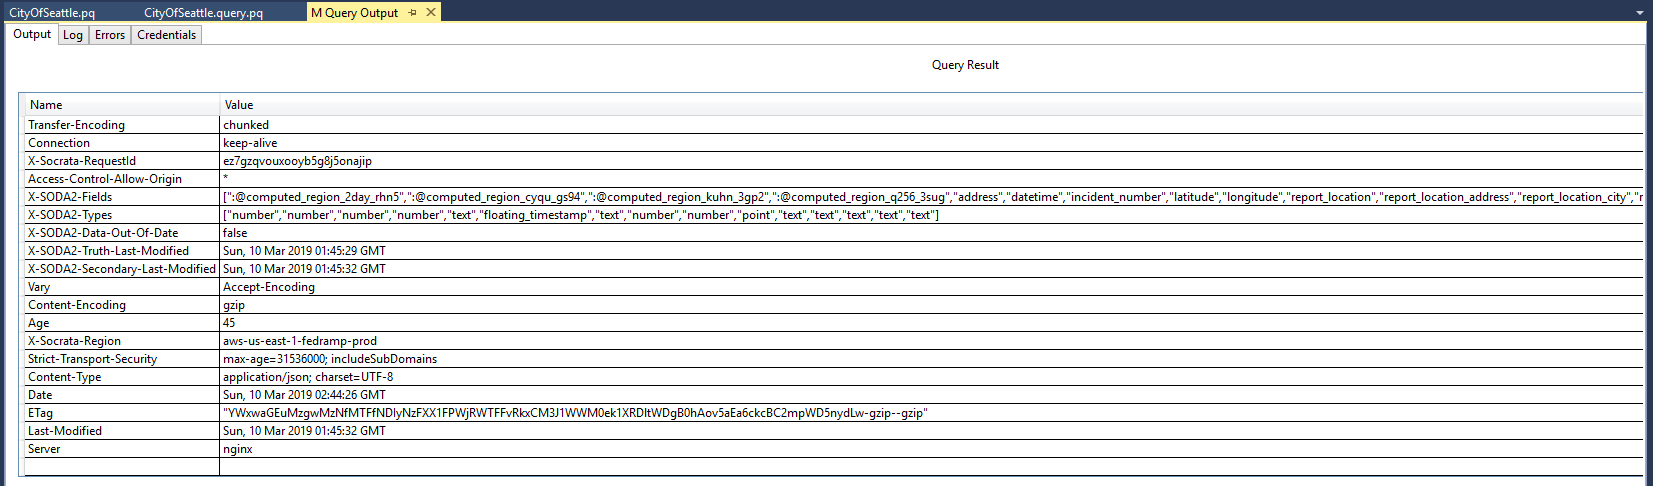 CityOfSeattle.pq CityOfSeattle.query.pq M Query Output
Output Log Errors Credentials
Query Result
Name Value
Transfer-Encoding chunked
Connection keep-alive
X-Socrata-RequestId ez7gzqvouxooyb5g8j5onajip
Access-Control-Allow-Origin *
X-SODA2-Fields [":@computed_region_2day_rhn5",":@computed_region_cyqu_gs94",":@computed_region_kuhn_3gp2",":@computed_region_q256_3sug","address","datetime","incident_number","latitude","longitude","report_location","report_location_address","report_location_city","r
X-SODA2-Types ["number","number","number","number","text","floating_timestamp","text","number","number","point","text","text","text","text","text"]
X-SODA2-Data-Out-Of-Date false
X-SODA2-Truth-Last-Modified Sun, 10 Mar 2019 01:45:29 GMT
X-SODA2-Secondary-Last-Modified Sun, 10 Mar 2019 01:45:32 GMT
Vary Accept-Encoding
Content-Encoding gzip
Age 45
X-Socrata-Region aws-us-east-1-fedramp-prod
Strict-Transport-Security max-age=31536000; includeSubDomains
Content-Type application/json; charset=UTF-8
Date Sun, 10 Mar 2019 02:44:26 GMT
ETag
Last-Modified Sun, 10 Mar 2019 01:45:32 GMT
Server nginx